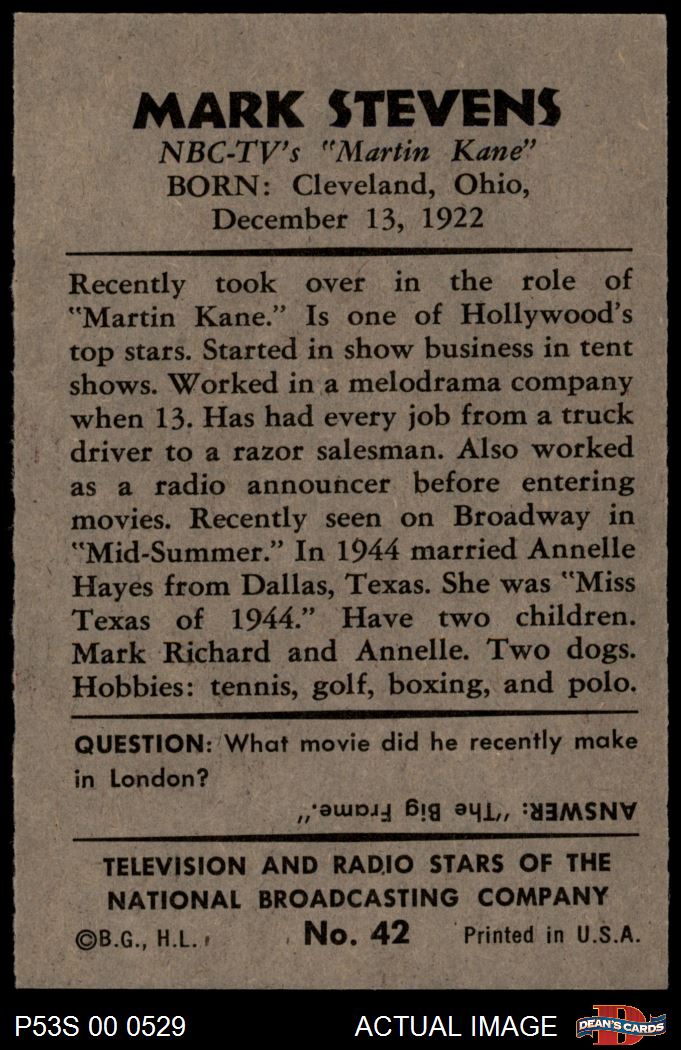 MARK STEVENS
NBC-TV's "Martin Kane"
BORN: Cleveland, Ohio,
December 13, 1922
Recently took over in the role of
"Martin Kane." Is one of Hollywood's
top stars. Started in show business in tent
shows. Worked in a melodrama company
when 13. Has had every job from a truck
driver to a razor salesman. Also worked
as a radio announcer before entering
movies. Recently seen on Broadway in
"Mid-Summer." In 1944 married Annelle
Hayes from Dallas, Texas. She was "Miss
Texas of 1944." Have two children.
Mark Richard and Annelle. Two dogs.
Hobbies: tennis, golf, boxing, and polo.
QUESTION: What movie did he recently make
in London?
ANSWER: "The Big Frame."
TELEVISION AND RADIO STARS OF THE
NATIONAL BROADCASTING COMPANY
©B.G., H.L. No. 42 Printed in U.S.A.
P53S 00 0529 ACTUAL IMAGE DEAN'S CARDS